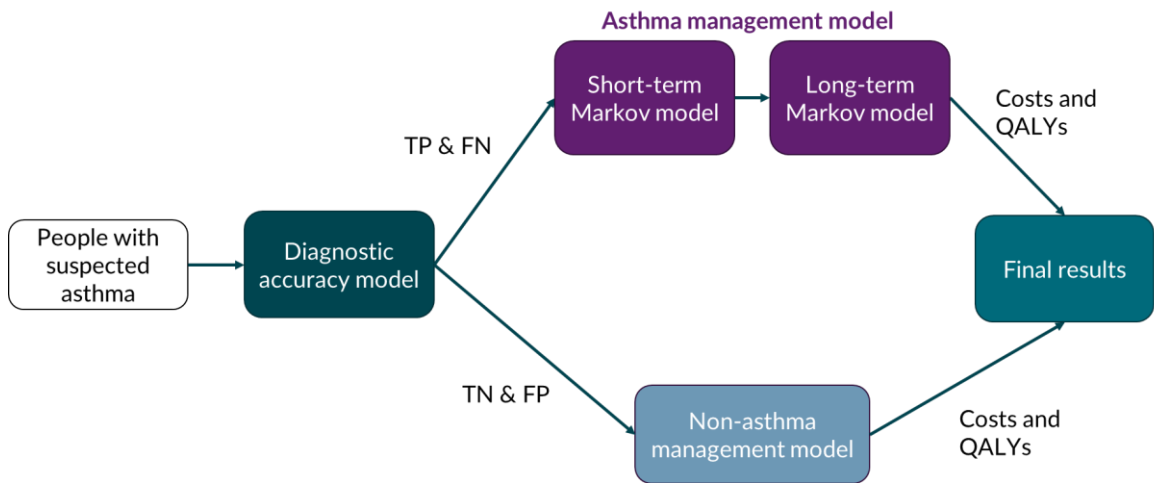 Asthma management model
Short-term
Markov model
Long-term
Markov model
Costs and
QALYs
TP & FN
People with
suspected
asthma
Diagnostic
accuracy model
Final results
TN & FP
Non-asthma
management model
Costs and
QALYs